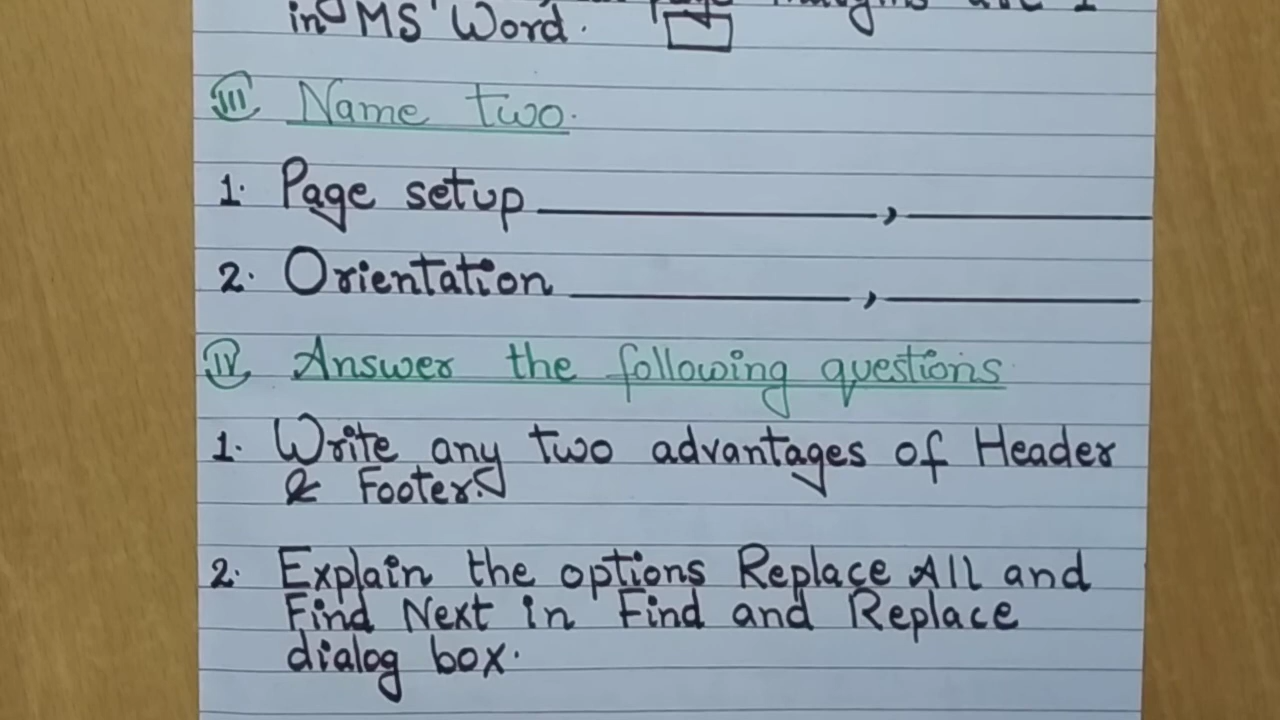 in MS Word.
III Name two.
1. Page setup ____________, ____________
2. Orientation ____________, ____________
IV Answer the following questions
1. Write any two advantages of Header
& Footer.
2. Explain the options Replace All and
Find Next in Find and Replace
dialog box.